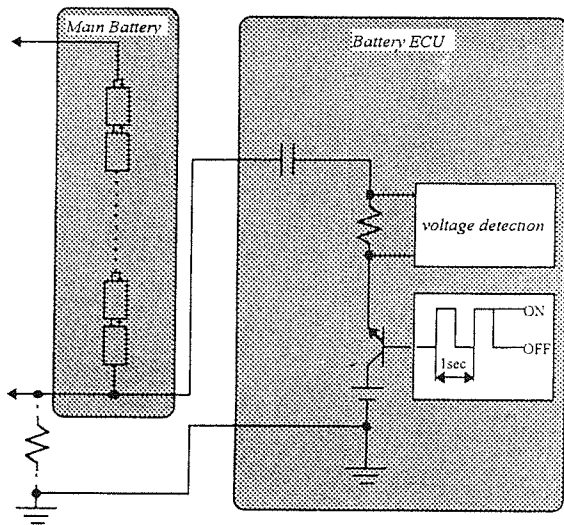 Main Battery
Battery ECU
voltage detection
ON
OFF
1sec